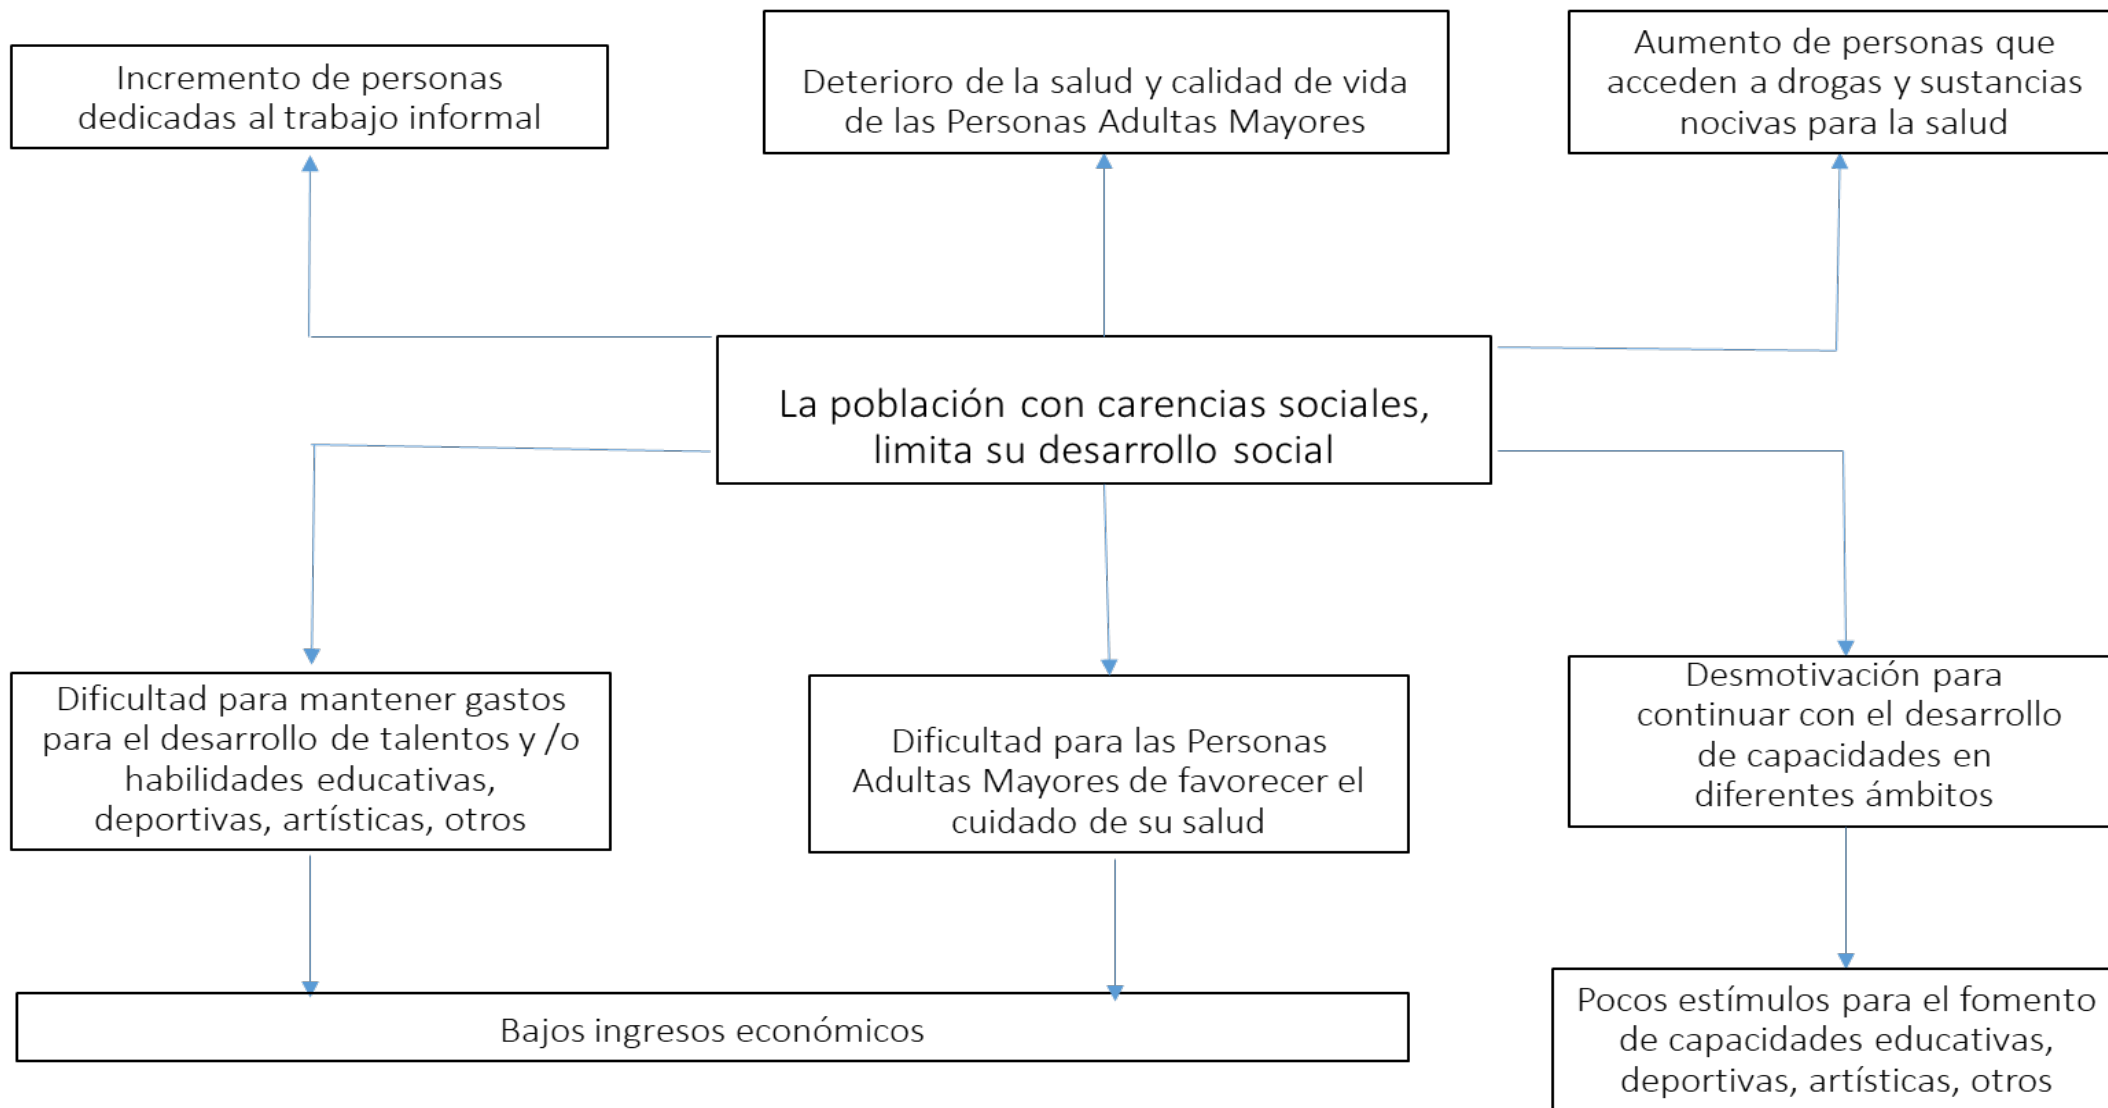 Incremento de personas
dedicadas al trabajo informal
Deterioro de la salud y calidad de vida
de las Personas Adultas Mayores
Aumento de personas que
acceden a drogas y sustancias
nocivas para la salud
La población con carencias sociales,
limita su desarrollo social
Dificultad para mantener gastos
para el desarrollo de talentos y /o
habilidades educativas,
deportivas, artísticas, otros
Dificultad para las Personas
Adultas Mayores de favorecer el
cuidado de su salud
Desmotivación para
continuar con el desarrollo
de capacidades en
diferentes ámbitos
Bajos ingresos económicos
Pocos estímulos para el fomento
de capacidades educativas,
deportivas, artísticas, otros